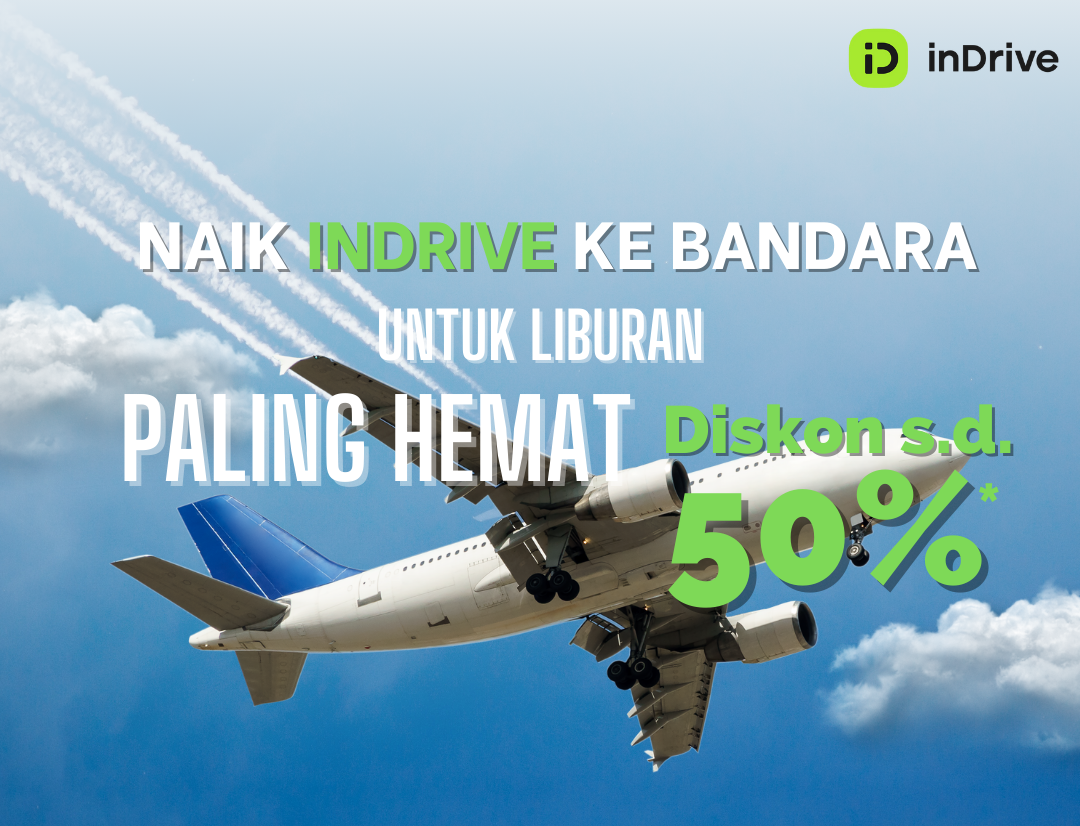 inDrive
NAIK INDRIVE KE BANDARA
UNTUK LIBURAN
PALING HEMAT
Diskon s.d.
50%*